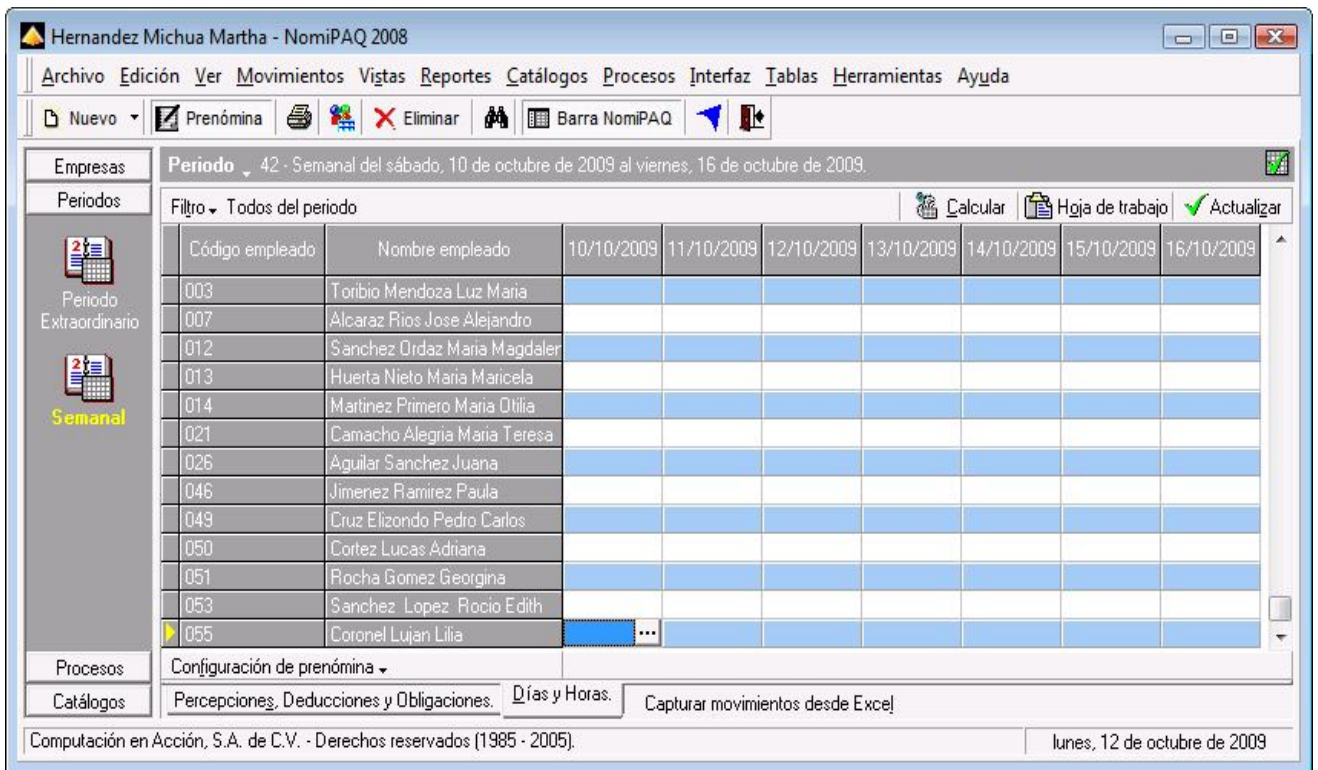 Hernandez Michua Martha - NomiPAQ 2008
Archivo Edición Ver Movimientos Vistas Reportes Catálogos Procesos Interfaz Tablas Herramientas Ayuda
Nuevo Prenómina Eliminar Barra NomiPAQ
Empresas
Periodos
Periodo
Extraordinario
Semanal
Procesos
Catálogos
Periodo 42 - Semanal del sábado, 10 de octubre de 2009 al viernes, 16 de octubre de 2009.
Filtro Todos del periodo Calcular Hoja de trabajo Actualizar
Código empleado Nombre empleado 10/10/2009 11/10/2009 12/10/2009 13/10/2009 14/10/2009 15/10/2009 16/10/2009
003 Toribio Mendoza Luz Maria
007 Alcaraz Rios Jose Alejandro
012 Sanchez Ordaz Maria Magdalen
013 Huerta Nieto Maria Maricela
014 Martinez Primero Maria Otilia
021 Camacho Alegria Maria Teresa
026 Aguilar Sanchez Juana
046 Jimenez Ramirez Paula
049 Cruz Elizondo Pedro Carlos
050 Cortez Lucas Adriana
051 Rocha Gomez Georgina
053 Sanchez Lopez Rocio Edith
055 Coronel Lujan Lilia ...
Configuración de prenómina
Percepciones, Deducciones y Obligaciones. Días y Horas. Capturar movimientos desde Excel
Computación en Acción, S.A. de C.V. - Derechos reservados (1985 - 2005). lunes, 12 de octubre de 2009